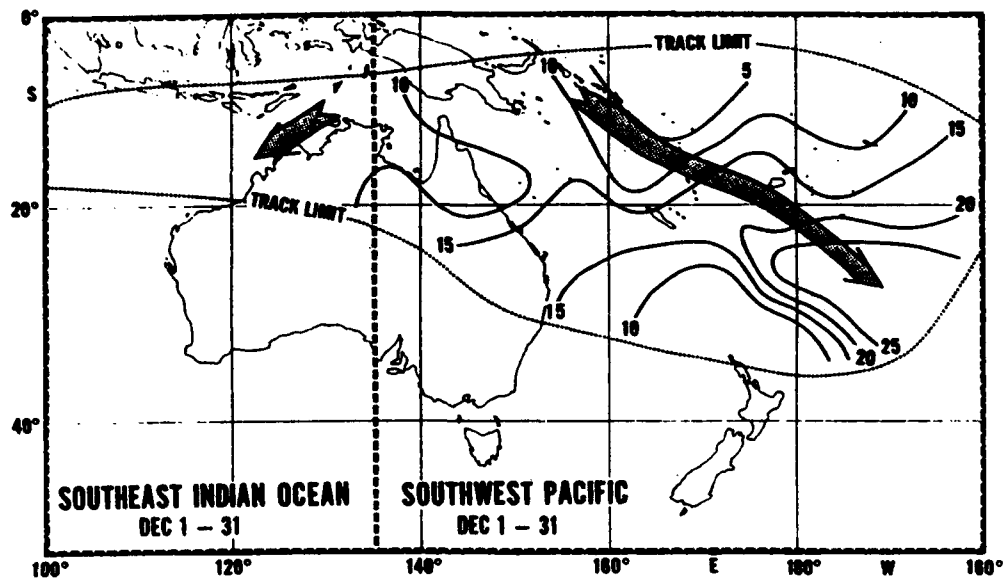 0°
TRACK LIMIT
5
10
10
10
15
S
20°
TRACK LIMIT
15
20
15
10
25
20
40°
SOUTHEAST INDIAN OCEAN
DEC 1 – 31
SOUTHWEST PACIFIC
DEC 1 – 31
100° 120° 140° 160° E 180° W 160°